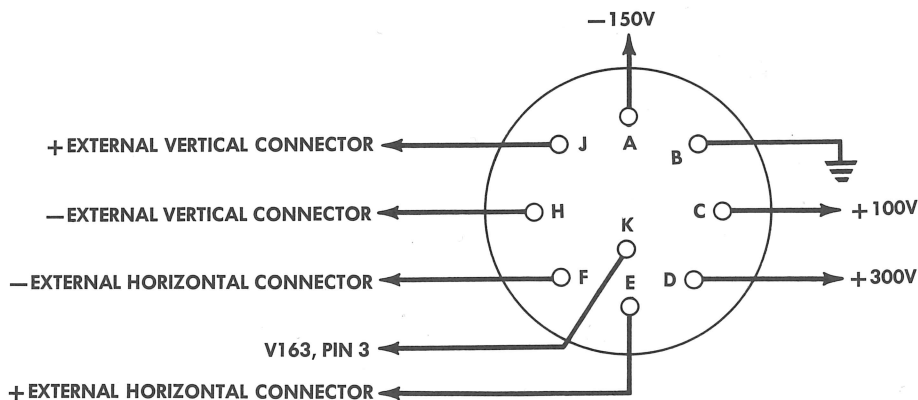 —150V
+ EXTERNAL VERTICAL CONNECTOR
J
A
B
—EXTERNAL VERTICAL CONNECTOR
H
C
+100V
K
—EXTERNAL HORIZONTAL CONNECTOR
F
E
D
+300V
V163, PIN 3
+ EXTERNAL HORIZONTAL CONNECTOR